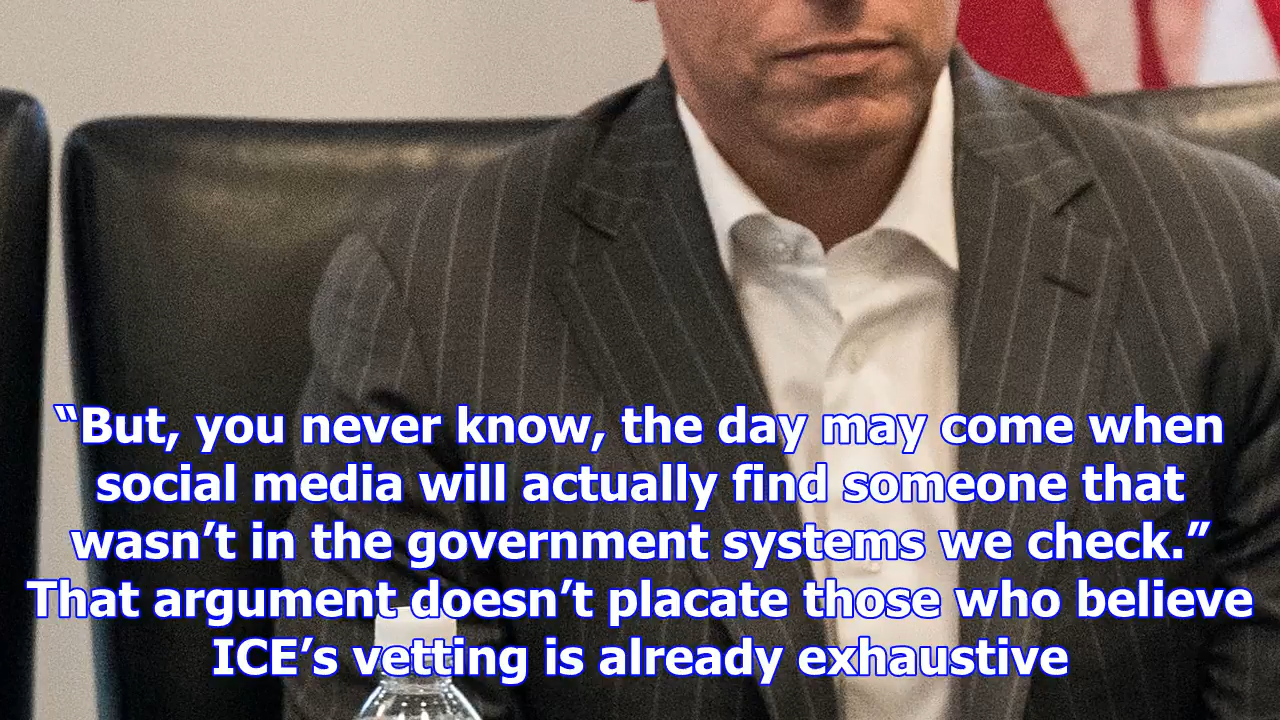 “But, you never know, the day may come when
social media will actually find someone that
wasn’t in the government systems we check.”
That argument doesn’t placate those who believe
ICE’s vetting is already exhaustive